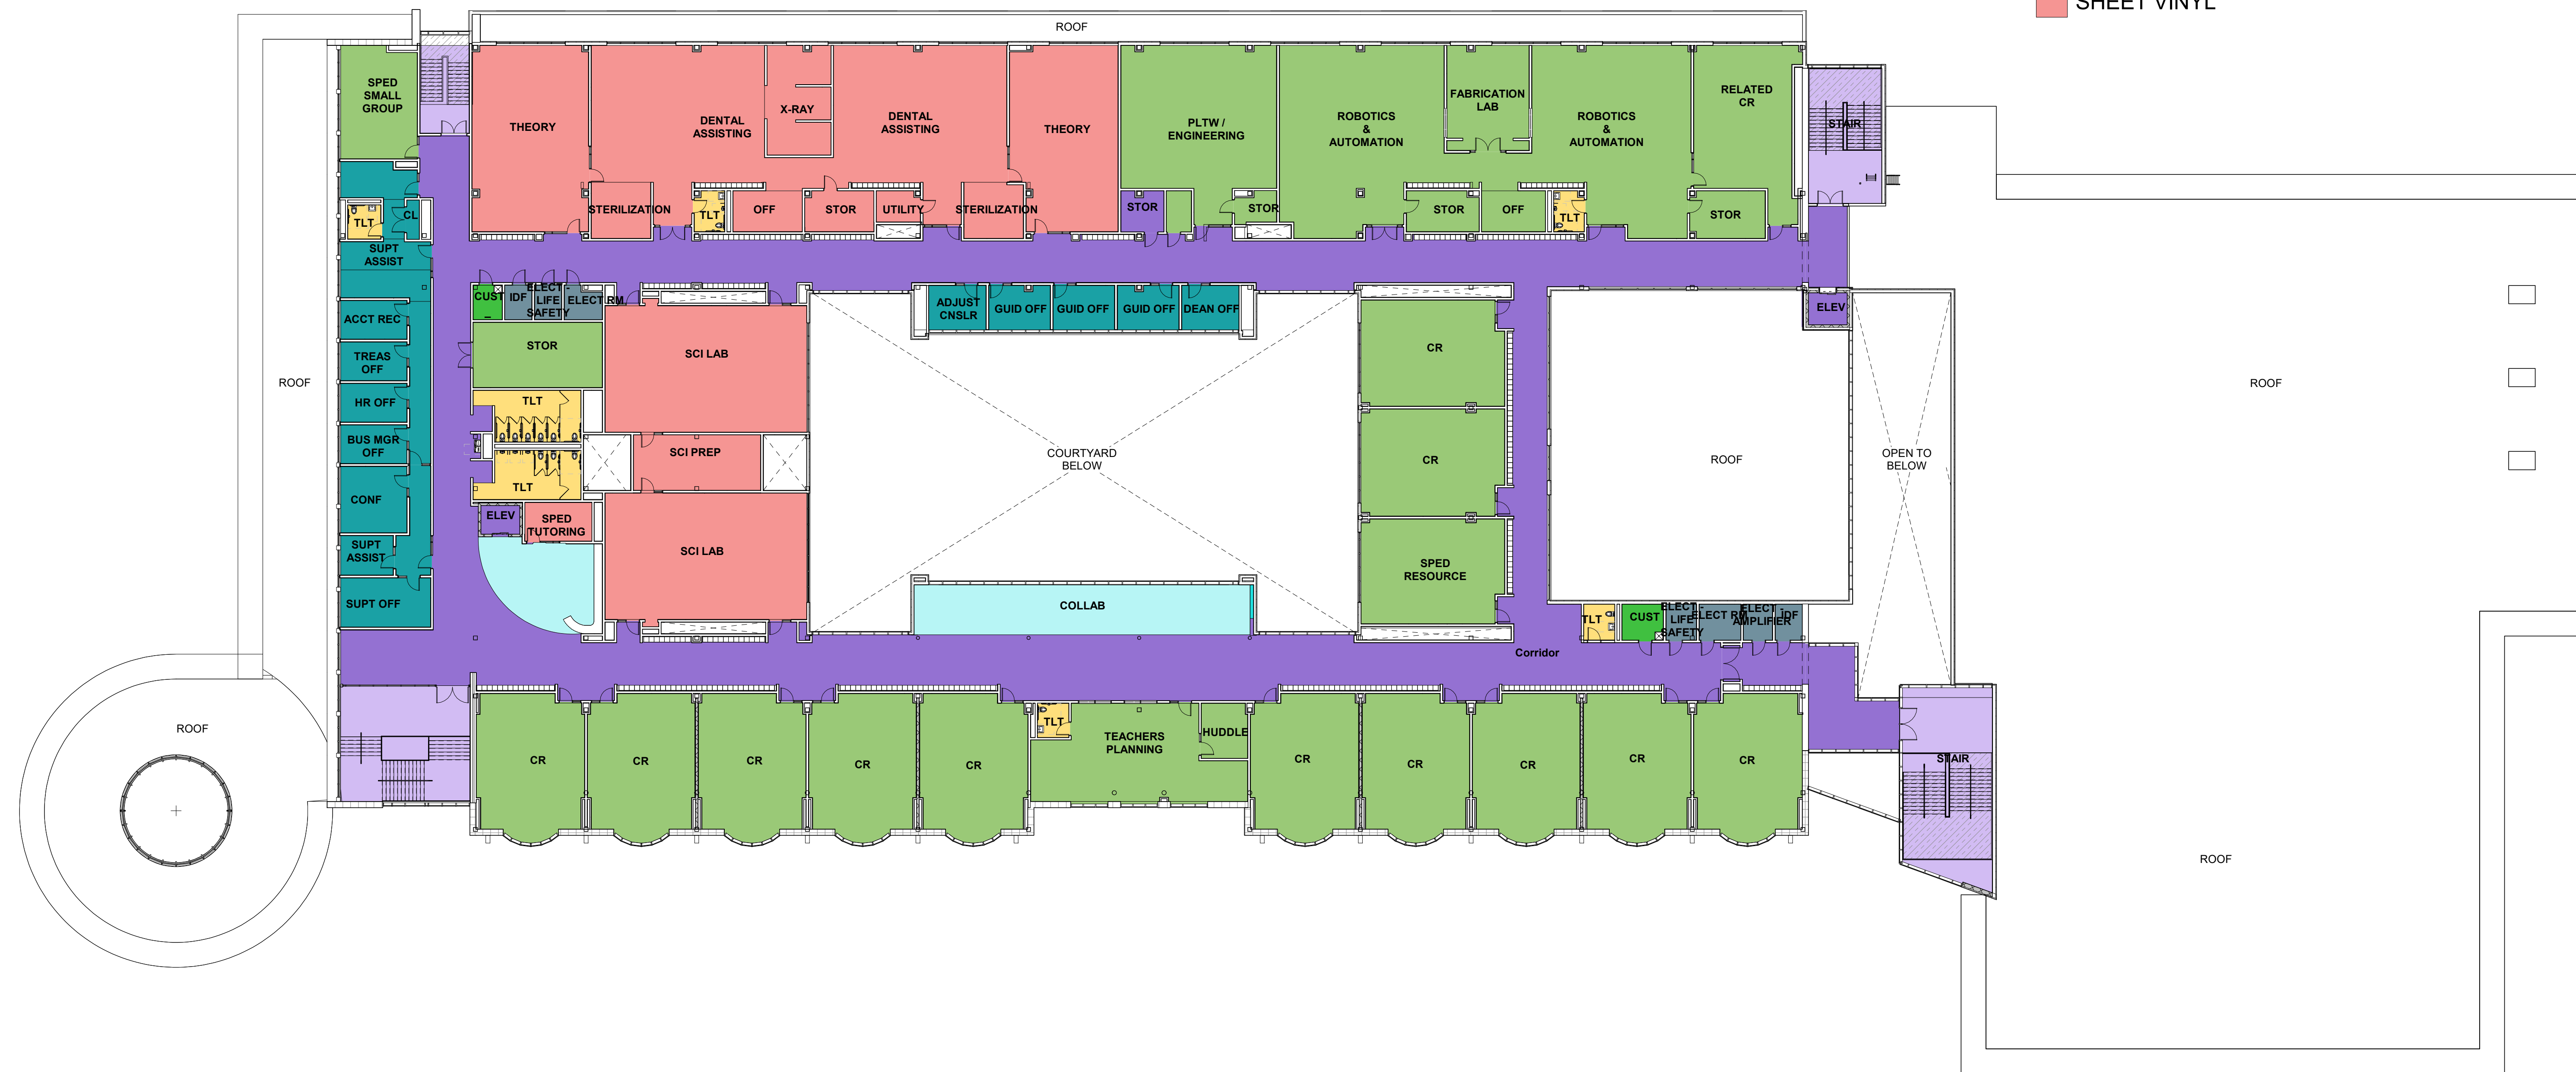 SHEET VINYL
ROOF
SPED
SMALL
GROUP
THEORY
DENTAL
ASSISTING
X-RAY
DENTAL
ASSISTING
THEORY
PLTW /
ENGINEERING
ROBOTICS
&
AUTOMATION
FABRICATION
LAB
ROBOTICS
&
AUTOMATION
RELATED
CR
STAIR
TLT
CL
STERILIZATION
TLT
OFF
STOR
UTILITY
STERILIZATION
STOR
STOR
STOR
OFF
TLT
STOR
SUPT
ASSIST
CUST
IDF
ELECT -
LIFE
SAFETY
ELECT RM
ADJUST
CNSLR
GUID OFF
GUID OFF
GUID OFF
DEAN OFF
ELEV
ACCT REC
STOR
SCI LAB
CR
TREAS
OFF
ROOF
ROOF
HR OFF
TLT
BUS MGR
OFF
SCI PREP
COURTYARD
BELOW
CR
ROOF
OPEN TO
BELOW
TLT
CONF
ELEV
SPED
TUTORING
SUPT
ASSIST
SCI LAB
SPED
RESOURCE
SUPT OFF
COLLAB
TLT
CUST
ELECT -
LIFE
SAFETY
ELECT RM
ELECT -
AMPLIFIER
IDF
Corridor
ROOF
TLT
TEACHERS
PLANNING
HUDDLE
CR
CR
CR
CR
CR
CR
CR
CR
CR
CR
STAIR
ROOF